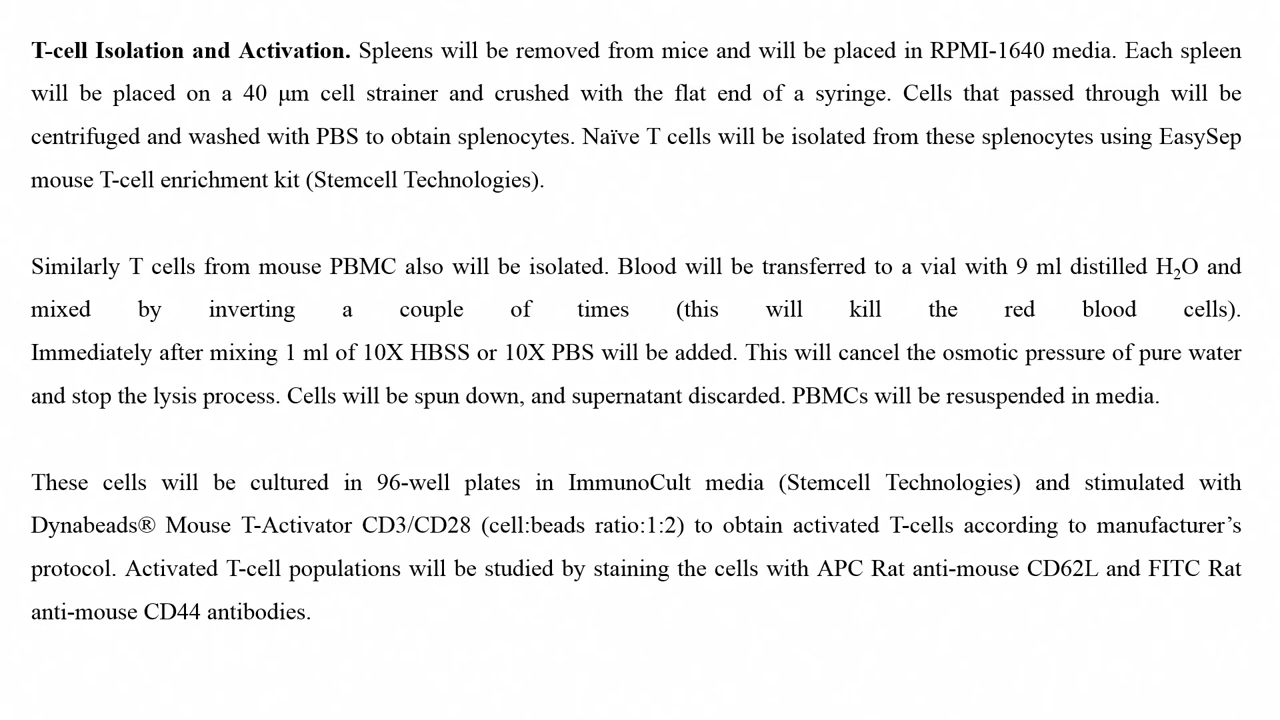 T-cell Isolation and Activation. Spleens will be removed from mice and will be placed in RPMI-1640 media. Each spleen
will be placed on a 40 μm cell strainer and crushed with the flat end of a syringe. Cells that passed through will be
centrifuged and washed with PBS to obtain splenocytes. Naïve T cells will be isolated from these splenocytes using EasySep
mouse T-cell enrichment kit (Stemcell Technologies).
Similarly T cells from mouse PBMC also will be isolated. Blood will be transferred to a vial with 9 ml distilled H₂O and
mixed by inverting a couple of times (this will kill the red blood cells).
Immediately after mixing 1 ml of 10X HBSS or 10X PBS will be added. This will cancel the osmotic pressure of pure water
and stop the lysis process. Cells will be spun down, and supernatant discarded. PBMCs will be resuspended in media.
These cells will be cultured in 96-well plates in ImmunoCult media (Stemcell Technologies) and stimulated with
Dynabeads® Mouse T-Activator CD3/CD28 (cell:beads ratio:1:2) to obtain activated T-cells according to manufacturer’s
protocol. Activated T-cell populations will be studied by staining the cells with APC Rat anti-mouse CD62L and FITC Rat
anti-mouse CD44 antibodies.